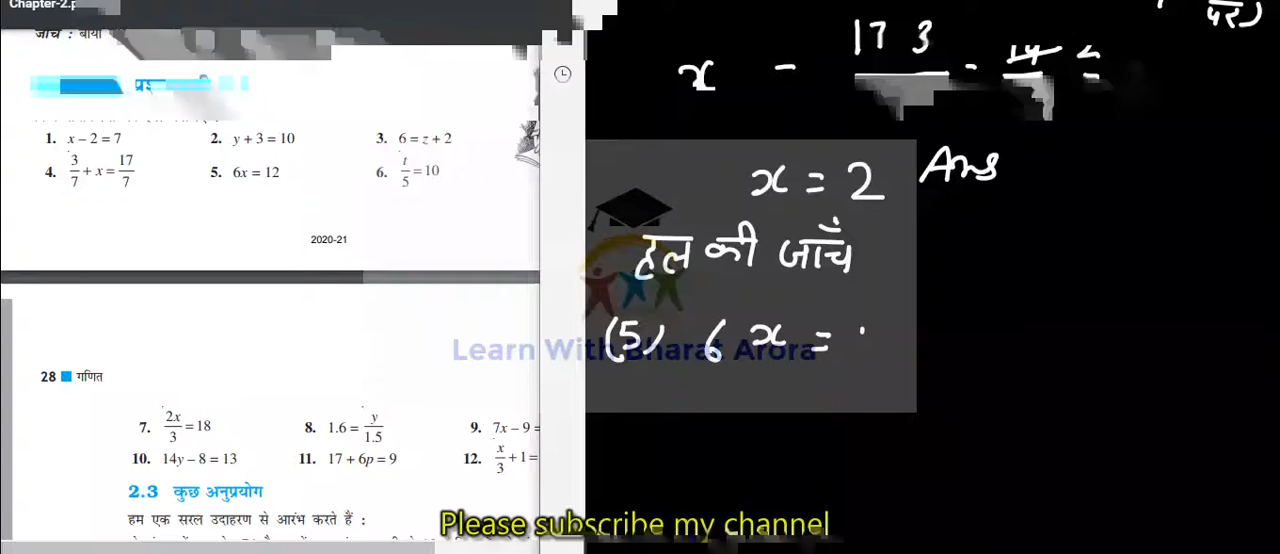 Chapter-2.p
जाँच : बायाँ
1. x – 2 = 7 2. y + 3 = 10 3. 6 = z + 2
4. 3/7 + x = 17/7 5. 6x = 12 6. t/5 = 10
2020-21
28 गणित
7. 2x/3 = 18 8. 1.6 = y/1.5 9. 7x – 9 =
10. 14y – 8 = 13 11. 17 + 6p = 9 12. x/3 + 1 =
2.3 कुछ अनुप्रयोग
हम एक सरल उदाहरण से आरंभ करते हैं :
x = 2 Ans
हल की जाँच
(5) 6 x =
Learn With Bharat Arora
Please subscribe my channel